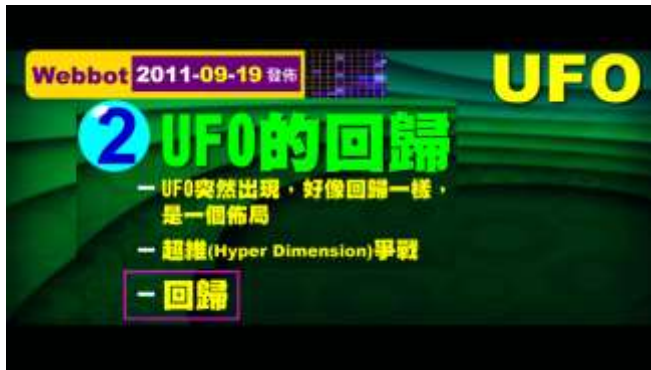 Webbot 2011-09-19 發佈
UFO
2 UFO的回歸
– UFO突然出現，好像回歸一樣，
是一個佈局
– 超維(Hyper Dimension)爭戰
– 回歸